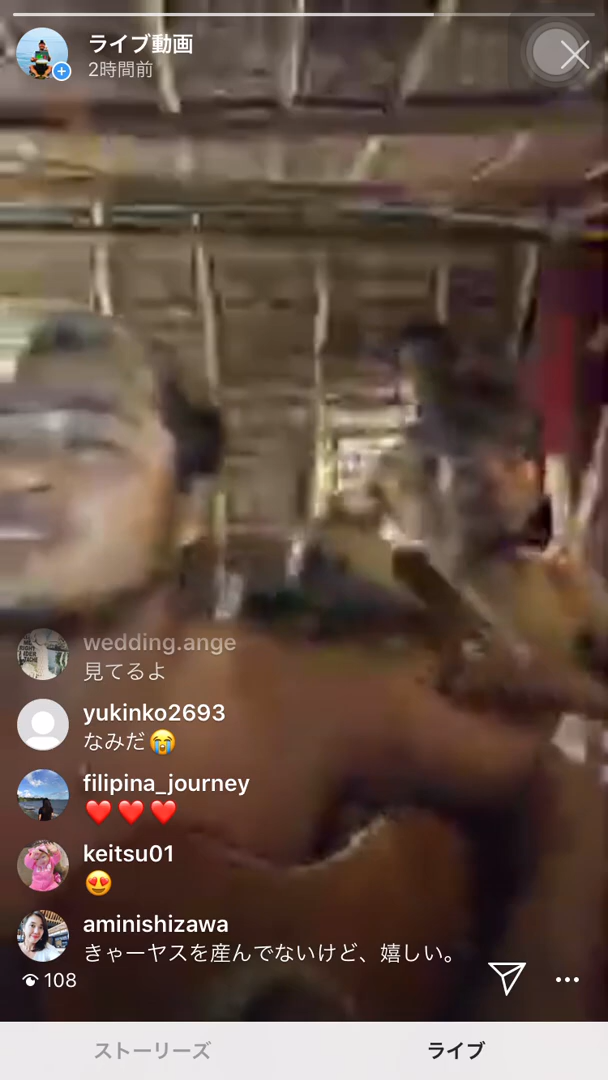 ライブ動画
2時間前
wedding.ange
見てるよ
yukinko2693
なみだ😭
filipina_journey
❤️❤️❤️
keitsu01
😍
aminishizawa
きゃーヤスを産んでないけど、嬉しい。
108
ストーリーズ
ライブ